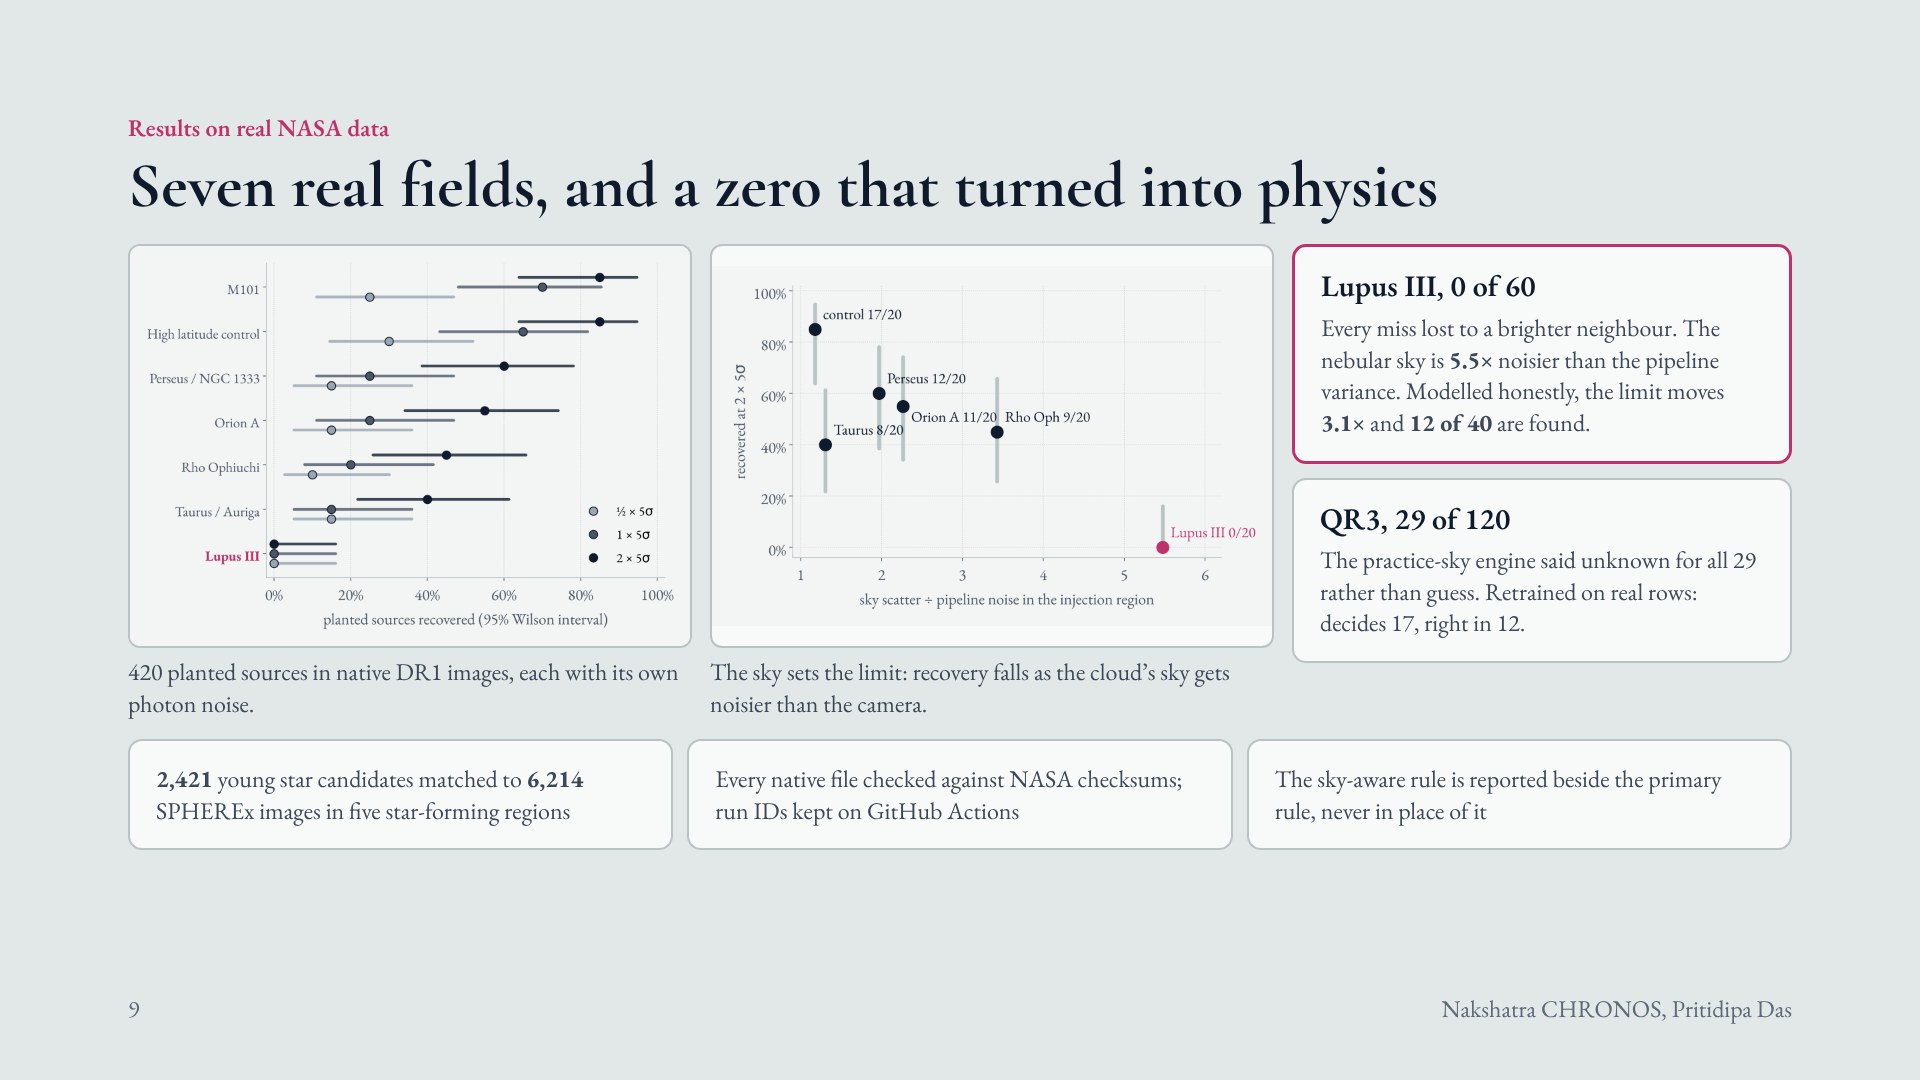 Results on real NASA data
Seven real fields, and a zero that turned into physics
M101
High latitude control
Perseus / NGC 1333
Orion A
Rho Ophiuchi
Taurus / Auriga
Lupus III
½ × 5σ
1 × 5σ
2 × 5σ
0% 20% 40% 60% 80% 100%
planted sources recovered (95% Wilson interval)
420 planted sources in native DR1 images, each with its own
photon noise.
recovered at 2 × 5σ
100%
80%
60%
40%
20%
0%
control 17/20
Perseus 12/20
Orion A 11/20
Rho Oph 9/20
Taurus 8/20
Lupus III 0/20
1 2 3 4 5 6
sky scatter ÷ pipeline noise in the injection region
The sky sets the limit: recovery falls as the cloud’s sky gets
noisier than the camera.
Lupus III, 0 of 60
Every miss lost to a brighter neighbour. The
nebular sky is 5.5× noisier than the pipeline
variance. Modelled honestly, the limit moves
3.1× and 12 of 40 are found.
QR3, 29 of 120
The practice-sky engine said unknown for all 29
rather than guess. Retrained on real rows:
decides 17, right in 12.
2,421 young star candidates matched to 6,214
SPHEREx images in five star-forming regions
Every native file checked against NASA checksums;
run IDs kept on GitHub Actions
The sky-aware rule is reported beside the primary
rule, never in place of it
9
Nakshatra CHRONOS, Pritidipa Das